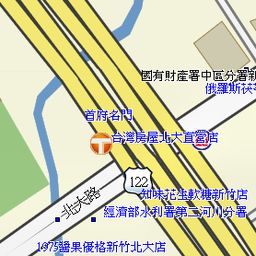 國有財產署中區分署新
俄羅斯茯苓
首府名門
台灣房屋北大直營店
122
知味花生軟糖新竹店
北大路
經濟部水利署第二河川分署
1975鹽果優格新竹北大店